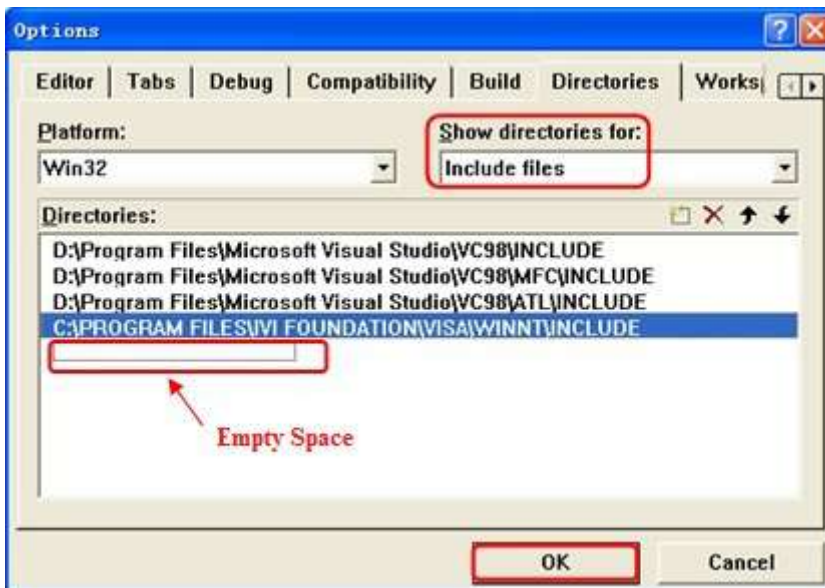 Options
Editor Tabs Debug Compatibility Build Directories Works
Platform: Show directories for:
Win32 Include files
Directories:
D:\Program Files\Microsoft Visual Studio\VC98\INCLUDE
D:\Program Files\Microsoft Visual Studio\VC98\MFC\INCLUDE
D:\Program Files\Microsoft Visual Studio\VC98\ATL\INCLUDE
C:\PROGRAM FILES\IVI FOUNDATION\VISA\WINNT\INCLUDE
Empty Space
OK Cancel